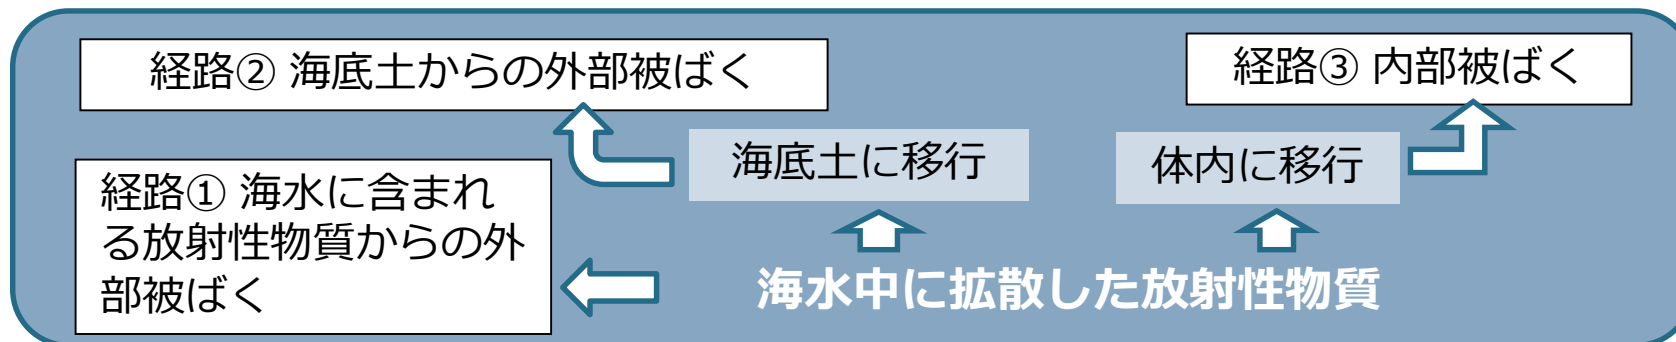 経路② 海底土からの外部被ばく
経路③ 内部被ばく
海底土に移行
体内に移行
経路① 海水に含まれ
る放射性物質からの外
部被ばく
海水中に拡散した放射性物質